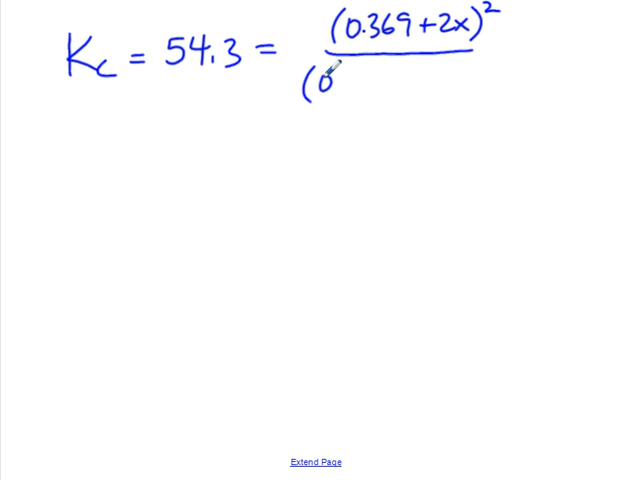 Kc = 54.3 = (0.369+2x)²
(0
Extend Page